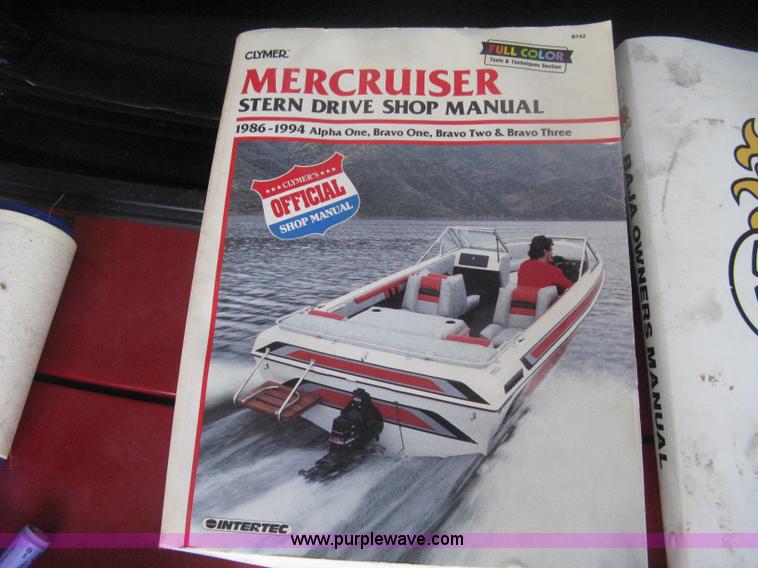 CLYMER™
B742
FULL COLOR
Tools & Techniques Section
MERCRUISER
STERN DRIVE SHOP MANUAL
1986-1994 Alpha One, Bravo One, Bravo Two & Bravo Three
CLYMER'S
OFFICIAL
SHOP MANUAL
INTERTEC
BAJA OWNERS MANUAL
www.purplewave.com